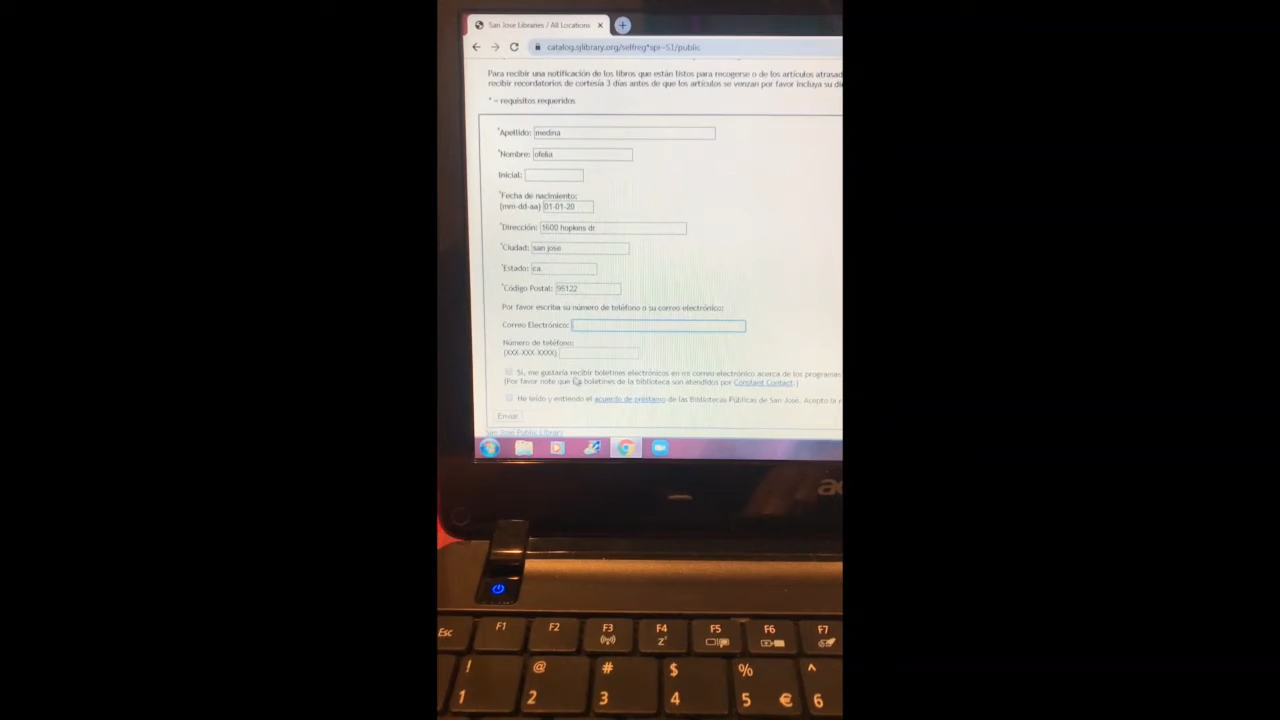 San Jose Libraries / All Locations
catalog.sjlibrary.org/selfreg*spi~S1/public
Para recibir una notificación de los libros que están listos para recogerse o de los artículos atrasad
recibir recordatorios de cortesía 3 días antes de que los artículos se venzan por favor incluya su di
* = requisitos requeridos
*Apellido: medina
*Nombre: ofelia
Inicial:
*Fecha de nacimiento:
(mm-dd-aa) 01-01-20
*Dirección: 1600 hopkins dr
*Ciudad: san jose
*Estado: ca
*Código Postal: 95122
Por favor escriba su número de teléfono o su correo electrónico:
Correo Electrónico:
Número de teléfono:
(XXX-XXX-XXXX)
Si, me gustaría recibir boletines electrónicos en mi correo electrónico acerca de los programas
(Por favor note que boletines de la biblioteca son atendidos por Constant Contact.)
He leído y entiendo el acuerdo de préstamo de las Bibliotecas Públicas de San José. Acepto la r
Enviar
San Jose Public Library
ac
Esc F1 F2 F3 F4 F5 F6 F7
z
! @ # $ % ^
1 2 3 4 5 € 6